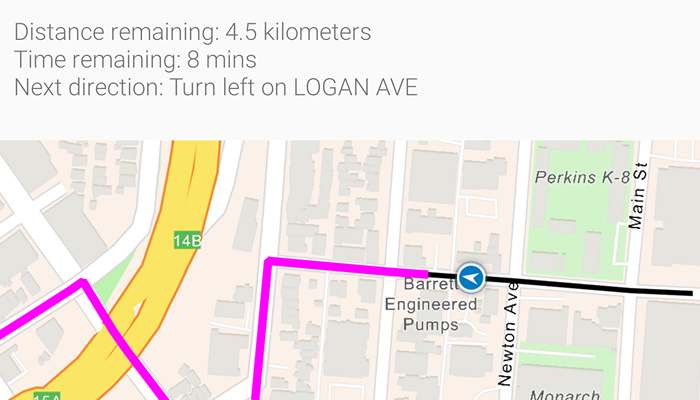 Distance remaining: 4.5 kilometers
Time remaining: 8 mins
Next direction: Turn left on LOGAN AVE
Perkins K-8
Main St
14B
Barrett
Engineered
Pumps
Newton Ave
Monarch
15A